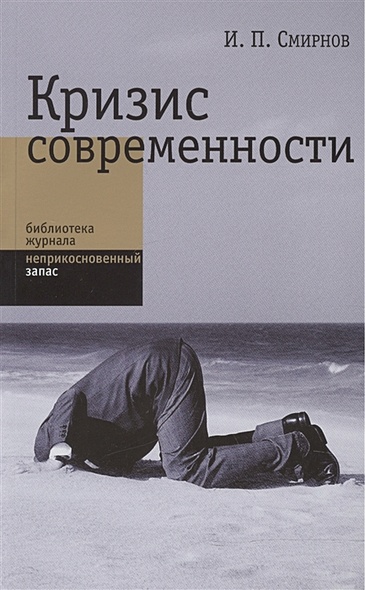 И. П. Смирнов
Кризис
современности
библиотека
журнала
неприкосновенный
запас